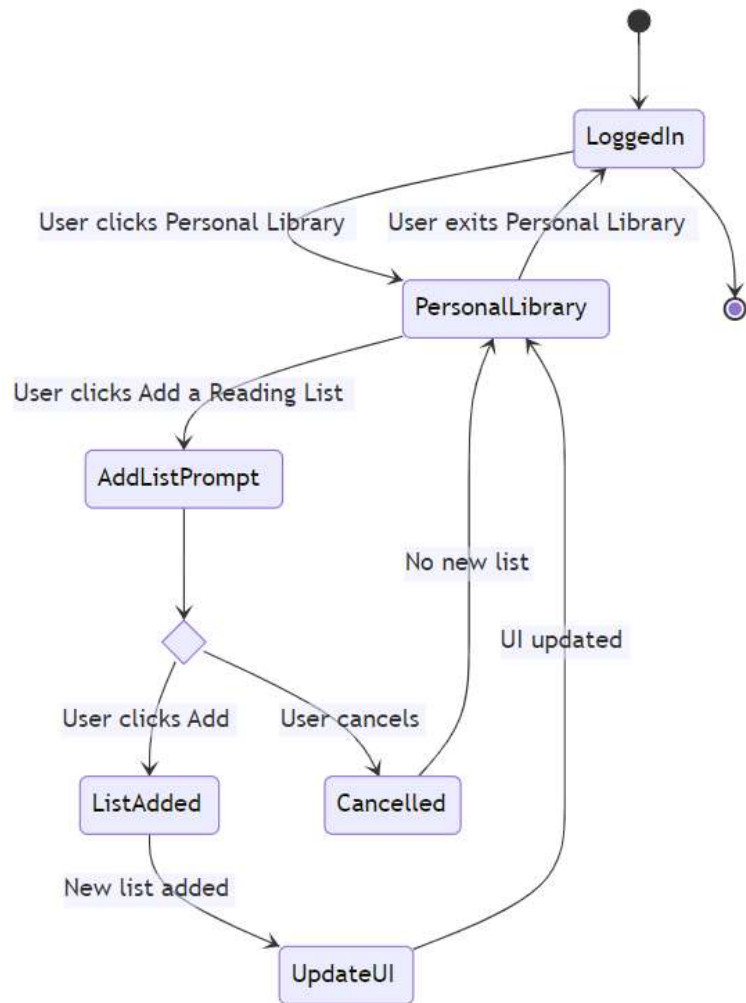 LoggedIn
User clicks Personal Library
User exits Personal Library
PersonalLibrary
User clicks Add a Reading List
AddListPrompt
No new list
UI updated
User clicks Add
User cancels
ListAdded
Cancelled
New list added
UpdateUI